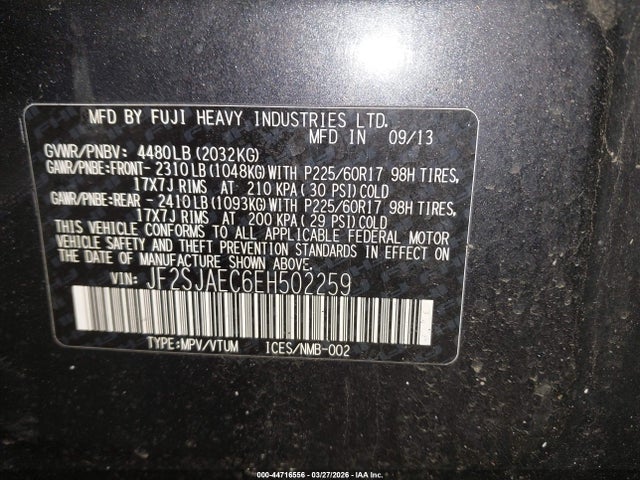 MFD BY FUJI HEAVY INDUSTRIES LTD.
MFD IN 09/13
GVWR/PNBV: 4480LB(2032KG)
GAWR/PNBE:FRONT- 2310LB(1048KG)WITH P225/60R17 98H TIRES,
17X7J RIMS AT 210 KPA(30 PSI)COLD
GAWR/PNBE:REAR - 2410LB(1093KG)WITH P225/60R17 98H TIRES,
17X7J RIMS AT 200 KPA(29 PSI)COLD
THIS VEHICLE CONFORMS TO ALL APPLICABLE FEDERAL MOTOR
VEHICLE SAFETY AND THEFT PREVENTION STANDARDS IN EFFECT
ON THE DATE OF MANUFACTURE SHOWN ABOVE.
VIN: JF2SJAEC6EH502259
TYPE:MPV/VTUM ICES/NMB-002
000-44716556 - 03/27/2026 - IAA Inc.